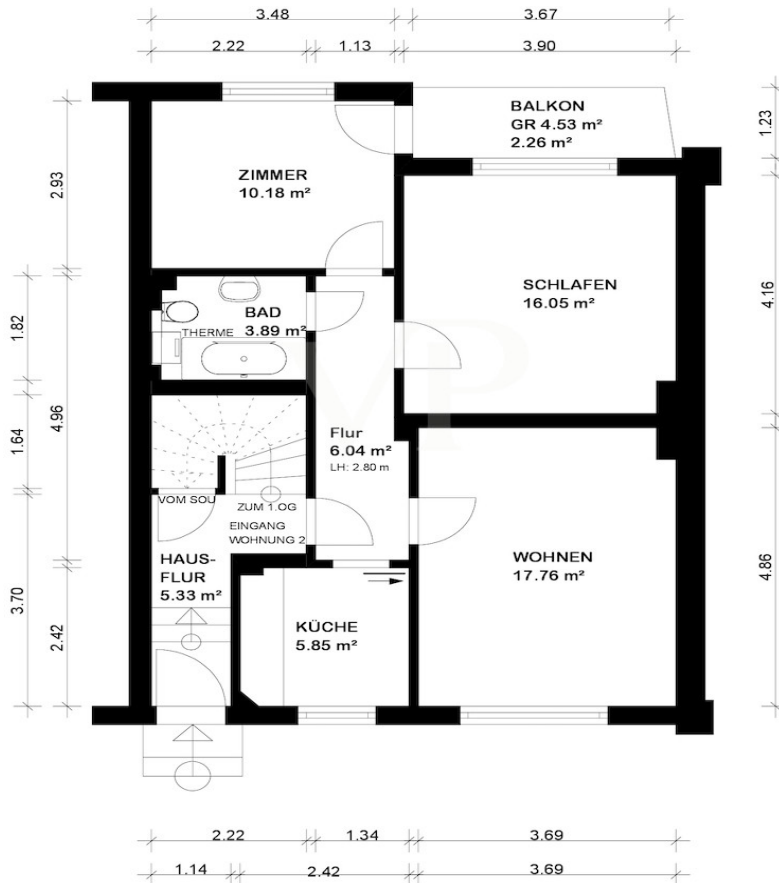 3.48
3.67
2.22
1.13
3.90
BALKON
GR 4.53 m²
2.26 m²
1.23
ZIMMER
10.18 m²
2.93
SCHLAFEN
16.05 m²
4.16
BAD
THERME 3.89 m²
1.82
4.96
1.64
Flur
6.04 m²
LH: 2.80 m
VP
VOM SOU
ZUM 1.OG
EINGANG
WOHNUNG 2
HAUS-
FLUR
5.33 m²
WOHNEN
17.76 m²
4.86
3.70
2.42
KÜCHE
5.85 m²
2.22
1.34
3.69
1.14
2.42
3.69